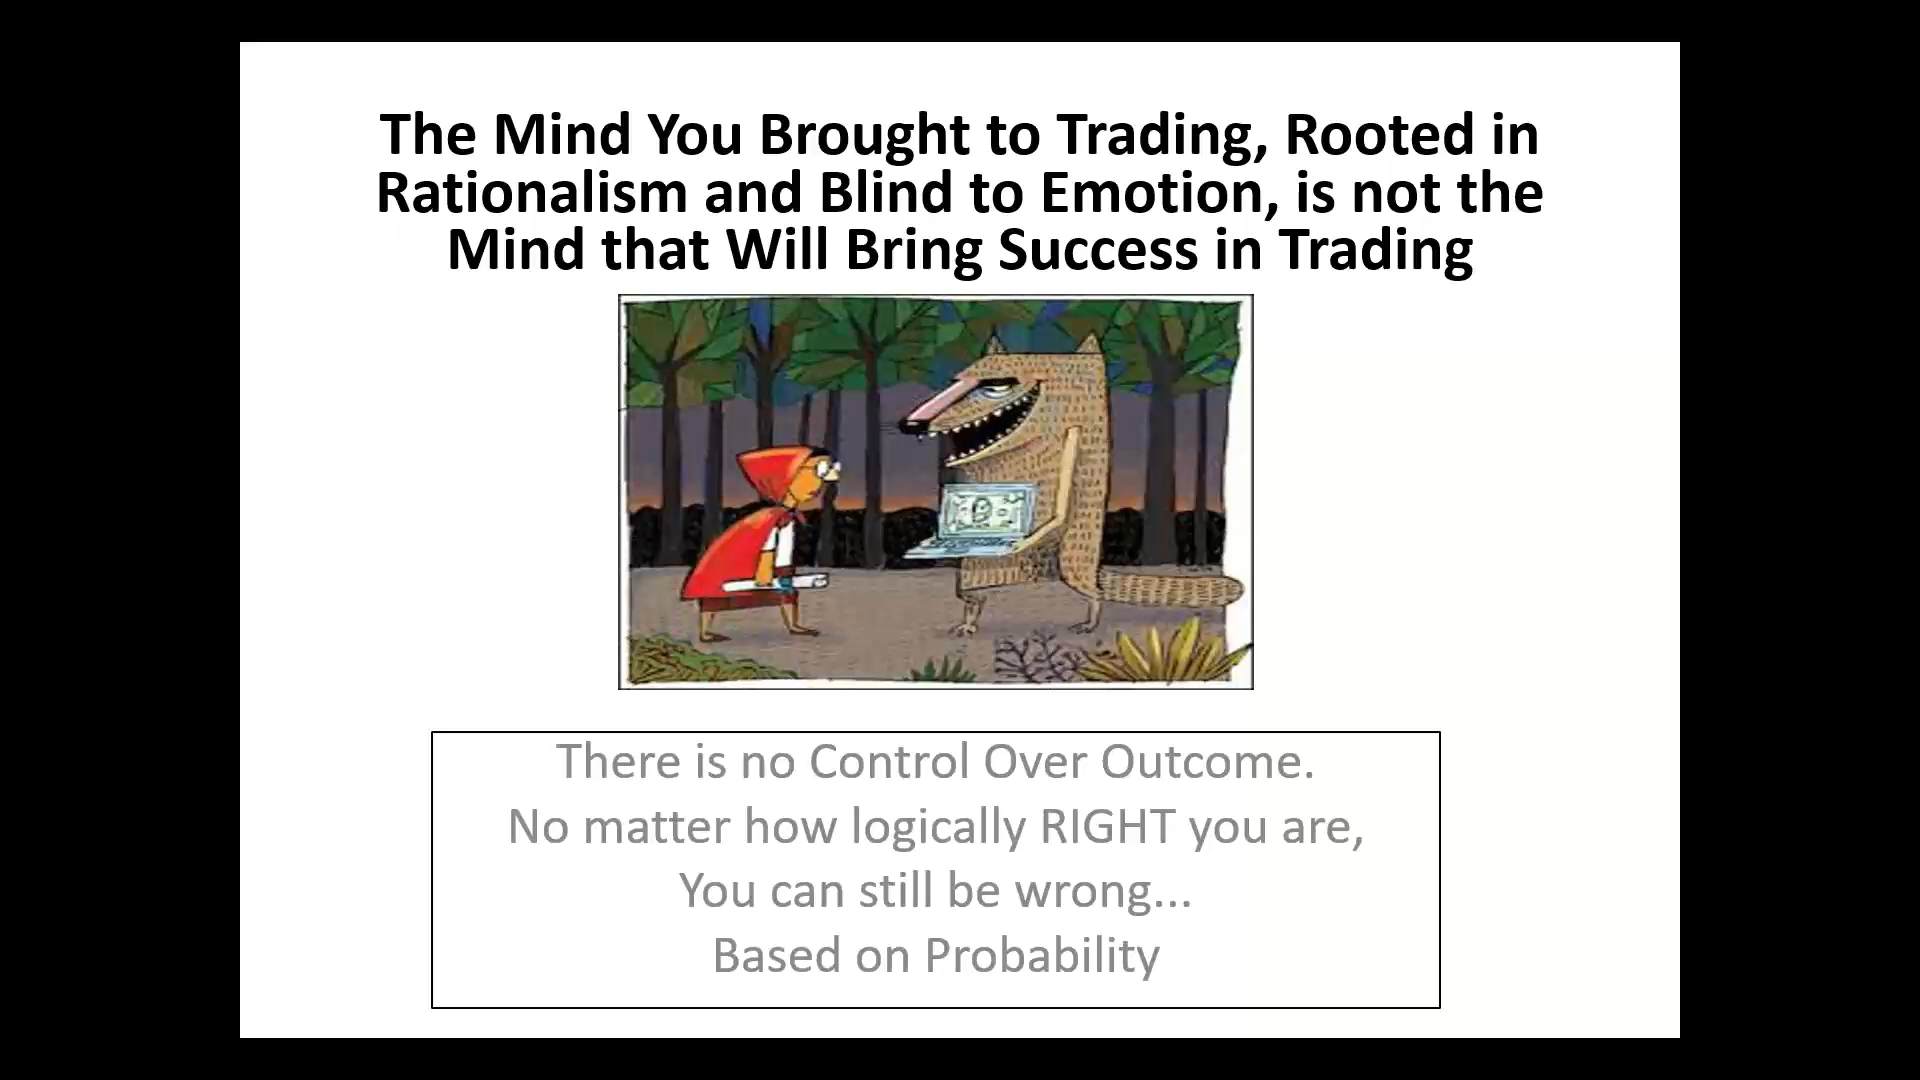 The Mind You Brought to Trading, Rooted in
Rationalism and Blind to Emotion, is not the
Mind that Will Bring Success in Trading
There is no Control Over Outcome.
No matter how logically RIGHT you are,
You can still be wrong...
Based on Probability